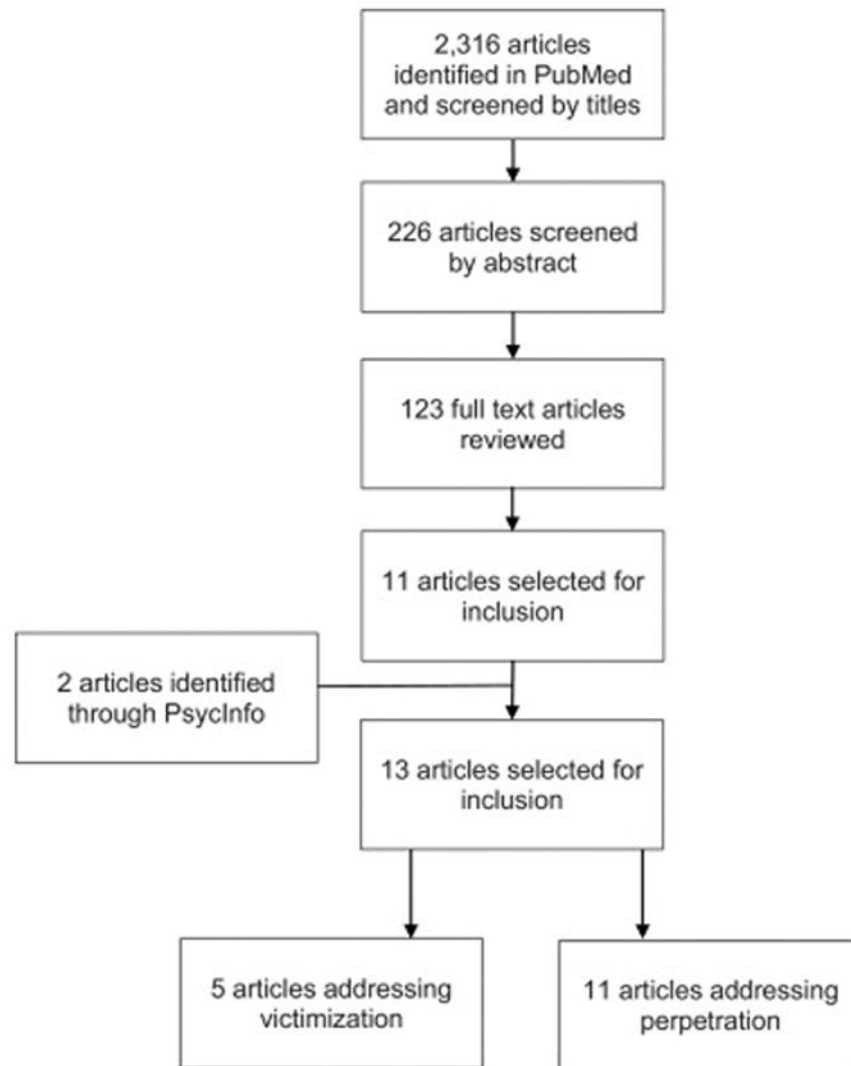 2,316 articles
identified in PubMed
and screened by titles
226 articles screened
by abstract
123 full text articles
reviewed
11 articles selected for
inclusion
2 articles identified
through PsycInfo
13 articles selected for
inclusion
5 articles addressing
victimization
11 articles addressing
perpetration